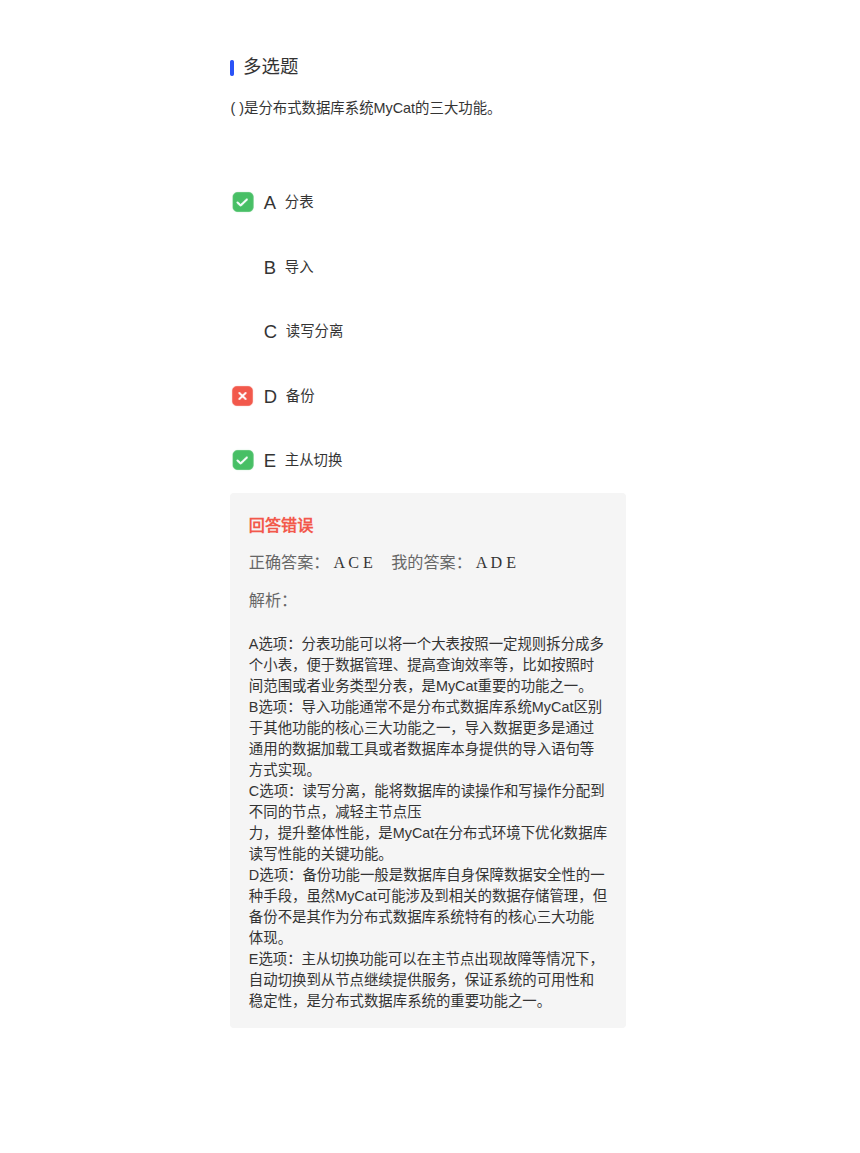 多选题
( )是分布式数据库系统MyCat的三大功能。
A 分表
B 导入
C 读写分离
D 备份
E 主从切换
回答错误
正确答案： A C E 我的答案： A D E
解析：
A选项：分表功能可以将一个大表按照一定规则拆分成多
个小表，便于数据管理、提高查询效率等，比如按照时
间范围或者业务类型分表，是MyCat重要的功能之一。
B选项：导入功能通常不是分布式数据库系统MyCat区别
于其他功能的核心三大功能之一，导入数据更多是通过
通用的数据加载工具或者数据库本身提供的导入语句等
方式实现。
C选项：读写分离，能将数据库的读操作和写操作分配到
不同的节点，减轻主节点压
力，提升整体性能，是MyCat在分布式环境下优化数据库
读写性能的关键功能。
D选项：备份功能一般是数据库自身保障数据安全性的一
种手段，虽然MyCat可能涉及到相关的数据存储管理，但
备份不是其作为分布式数据库系统特有的核心三大功能
体现。
E选项：主从切换功能可以在主节点出现故障等情况下，
自动切换到从节点继续提供服务，保证系统的可用性和
稳定性，是分布式数据库系统的重要功能之一。